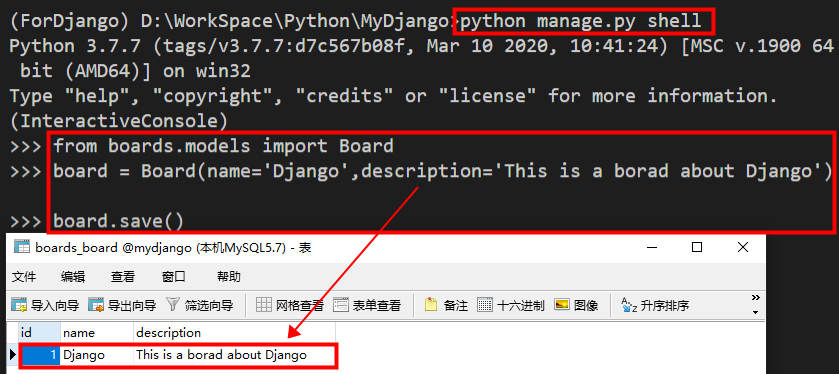 (ForDjango) D:\WorkSpace\Python\MyDjango>python manage.py shell
Python 3.7.7 (tags/v3.7.7:d7c567b08f, Mar 10 2020, 10:41:24) [MSC v.1900 64
bit (AMD64)] on win32
Type "help", "copyright", "credits" or "license" for more information.
(InteractiveConsole)
>>> from boards.models import Board
>>> board = Board(name='Django',description='This is a borad about Django')
>>> board.save()
boards_board @mydjango (本机MySQL5.7) - 表
文件 编辑 查看 窗口 帮助
导入向导 导出向导 筛选向导 网格查看 表单查看 备注 十六进制 图像 升序排序
id name description
1 Django This is a borad about Django